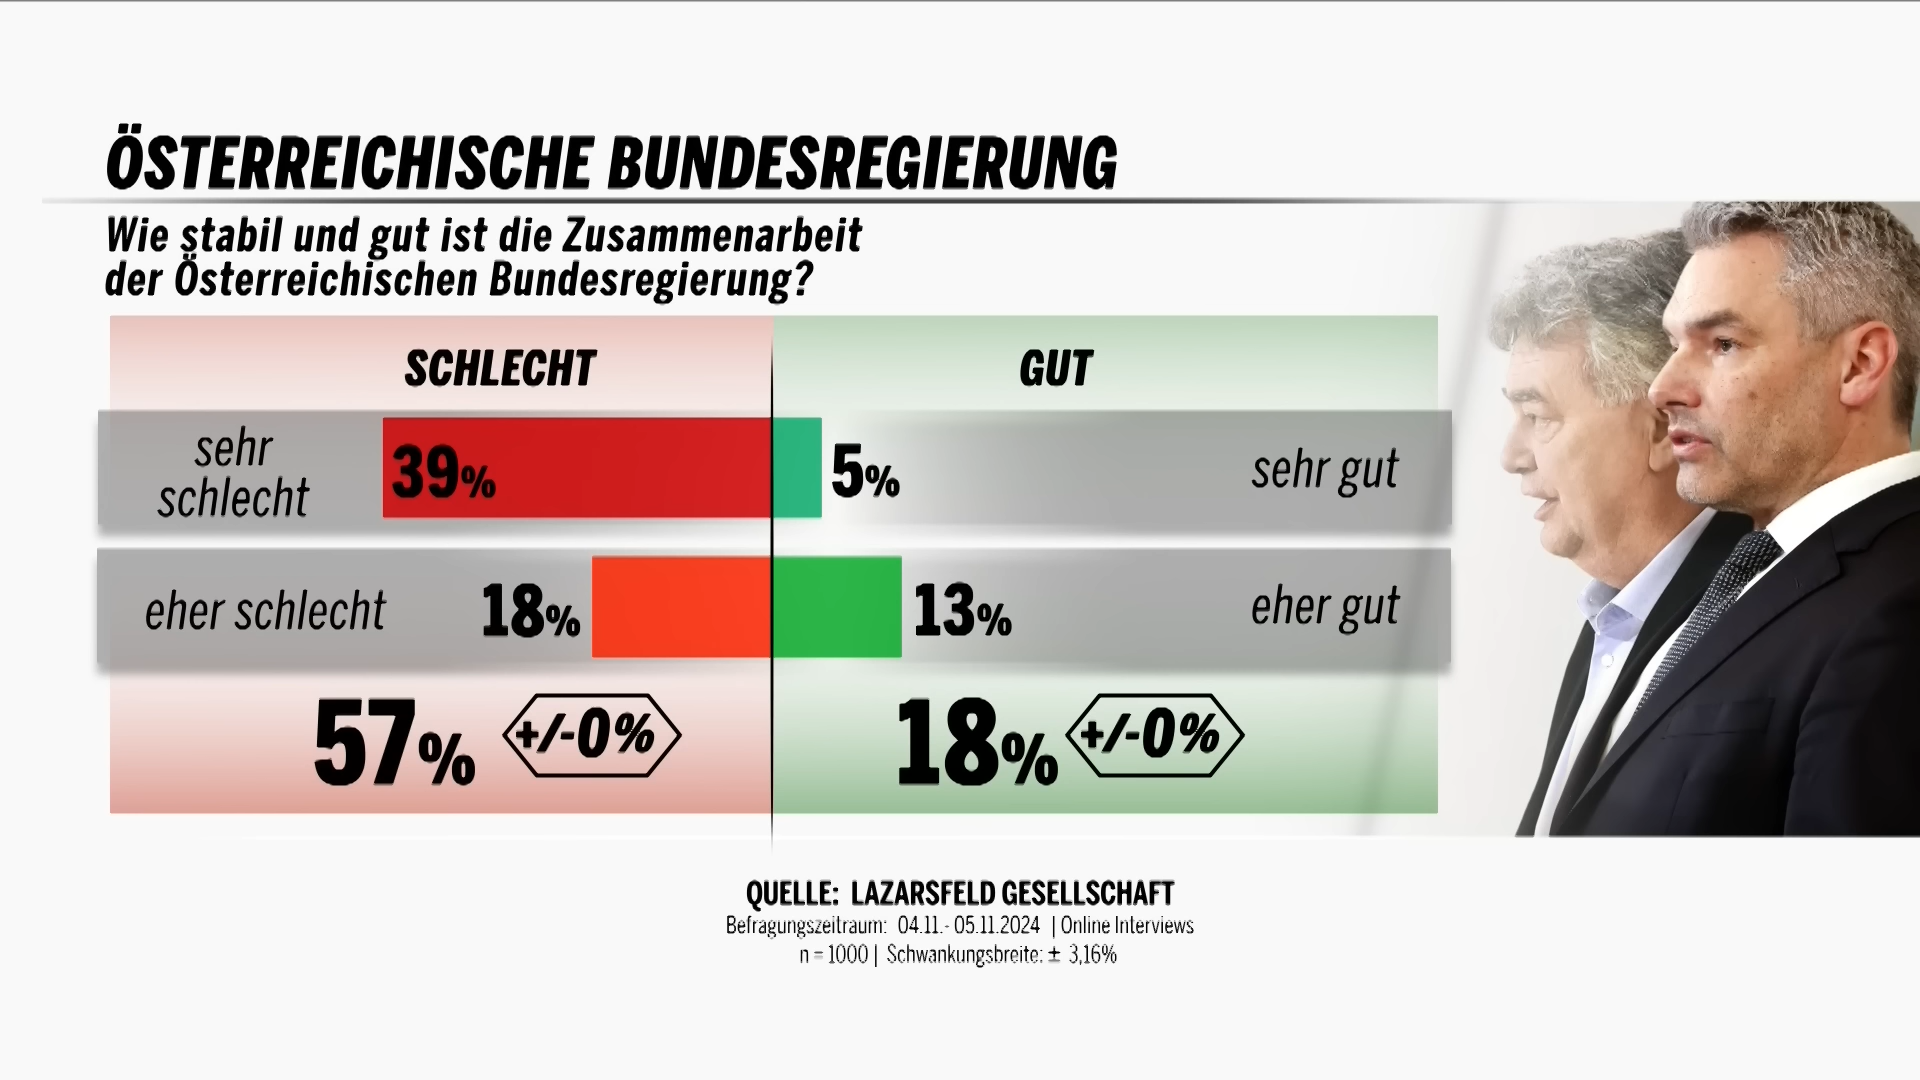 ÖSTERREICHISCHE BUNDESREGIERUNG
Wie stabil und gut ist die Zusammenarbeit
der Österreichischen Bundesregierung?
SCHLECHT
GUT
sehr
schlecht
39%
5%
sehr gut
eher schlecht
18%
13%
eher gut
57%
+/-0%
18%
+/-0%
QUELLE: LAZARSFELD GESELLSCHAFT
Befragungszeitraum: 04.11.- 05.11.2024 | Online Interviews
n = 1000 | Schwankungsbreite: ± 3,16%